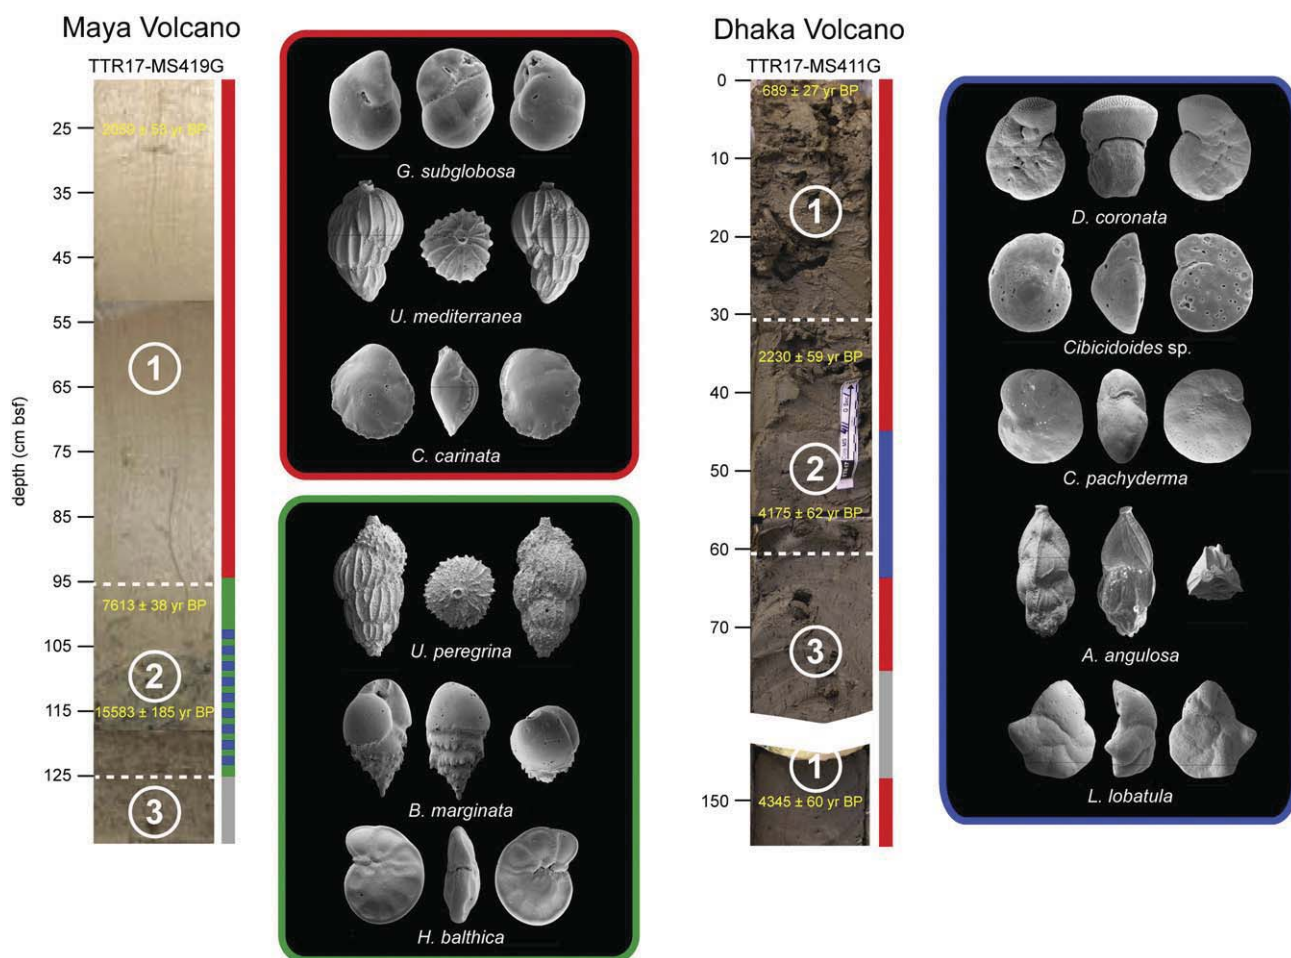 Maya Volcano
TTR17-MS419G
depth (cm bsf)
25
35
45
55
65
75
85
95
105
115
125
2059 ± 53 yr BP
1
7613 ± 38 yr BP
2
15583 ± 185 yr BP
3
G. subglobosa
U. mediterranea
C. carinata
U. peregrina
B. marginata
H. balthica
Dhaka Volcano
TTR17-MS411G
0
10
20
30
40
50
60
70
150
689 ± 27 yr BP
1
2230 ± 59 yr BP
2
4175 ± 62 yr BP
3
1
4345 ± 60 yr BP
D. coronata
Cibicidoides sp.
C. pachyderma
A. angulosa
L. lobatula